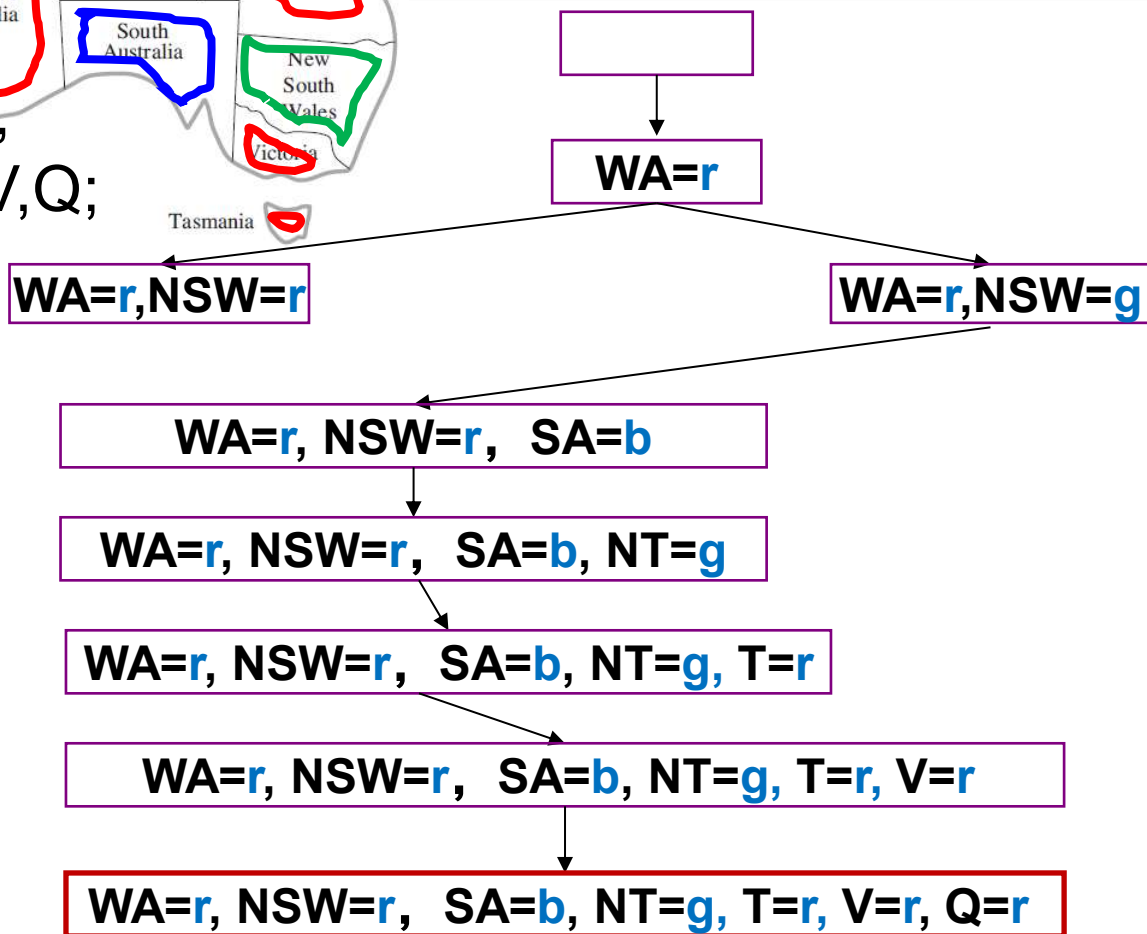 lia
South
Australia
New
South
Wales
Victoria
,
V,Q;
Tasmania
WA=r
WA=r,NSW=r
WA=r,NSW=g
WA=r, NSW=r, SA=b
WA=r, NSW=r, SA=b, NT=g
WA=r, NSW=r, SA=b, NT=g, T=r
WA=r, NSW=r, SA=b, NT=g, T=r, V=r
WA=r, NSW=r, SA=b, NT=g, T=r, V=r, Q=r